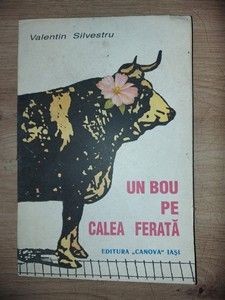 Valentin Silvestru
UN BOU
PE
CALEA FERATĂ
EDITURA „CANOVA" IAŞI